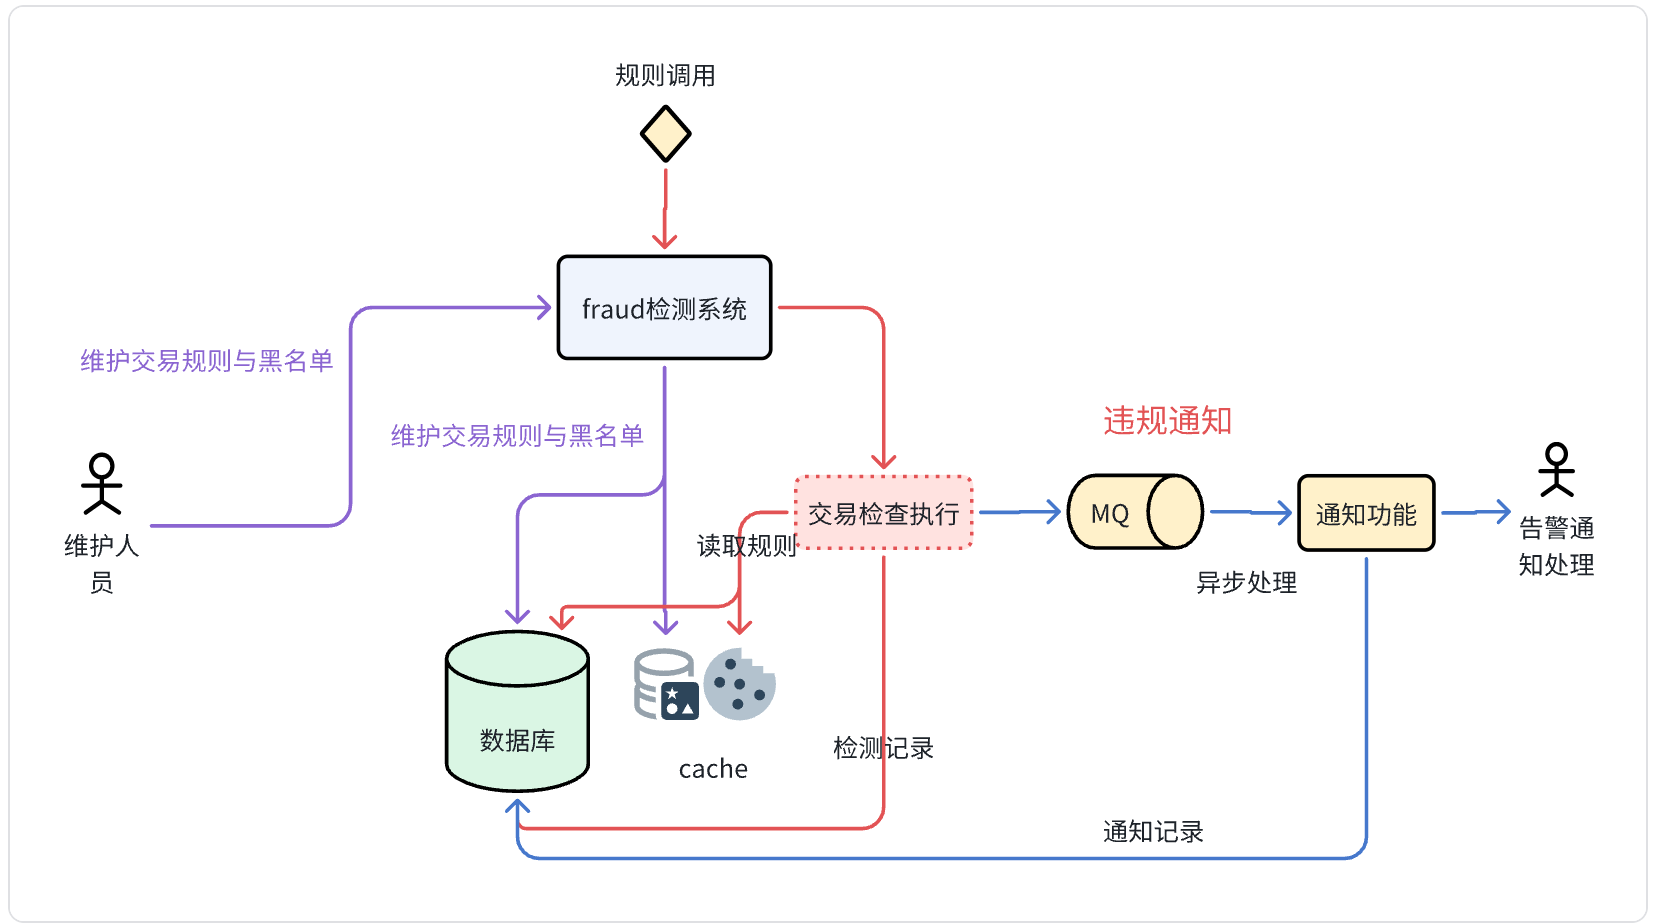 规则调用
fraud检测系统
维护交易规则与黑名单
维护交易规则与黑名单
违规通知
维护人
员
读取规则
交易检查执行
MQ
通知功能
告警通
知处理
异步处理
数据库
cache
检测记录
通知记录